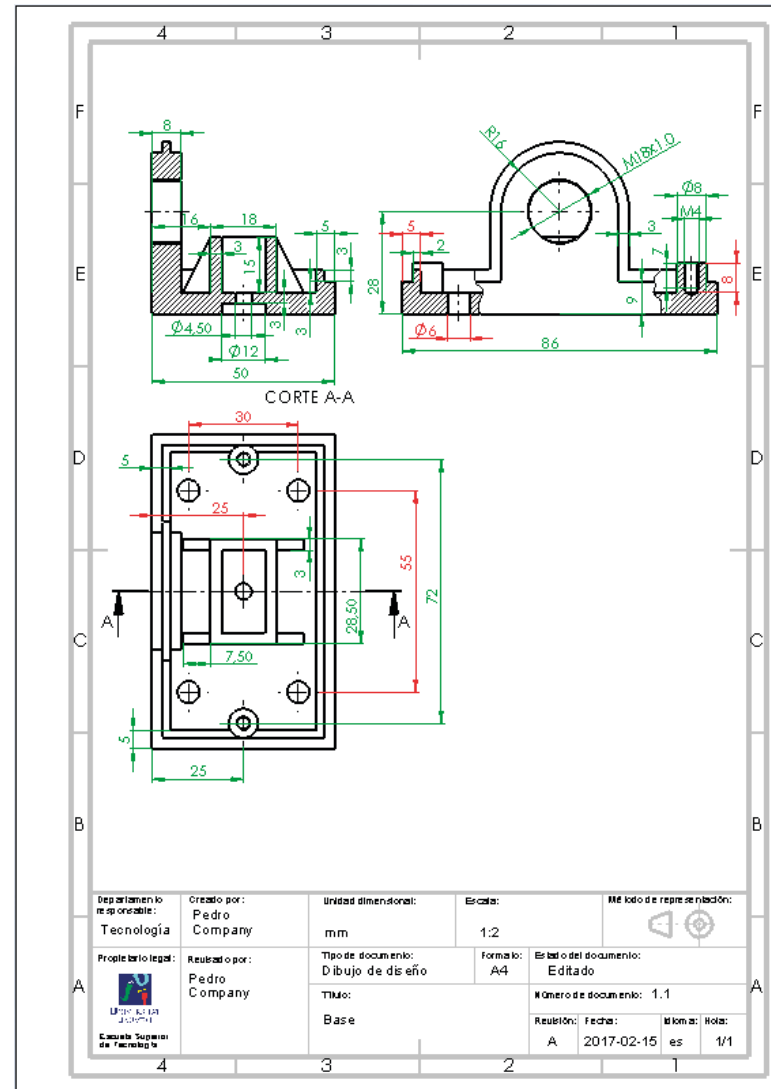 4 3 2 1
F F
8
R16
M18x1.0
Ø8
M4
16 18 5
5 3
3 2
15 3 7
E E
28 9 8
Ø4,50 3 3
Ø6
Ø12
86
50
CORTE A-A
30
D D
5
25
3 55
A A
72
28,50
C C
7,50
5
25
B B
Departamento responsable:
Tecnología
Creado por:
Pedro
Company
Unidad dimensional:
mm
Escala:
1:2
Método de representación:
Propietario legal:
Escuela Superior
de Tecnología
Revisado por:
Pedro
Company
Tipo de documento:
Dibujo de diseño
Formato:
A4
Estado del documento:
Editado
Título:
Base
Número de documento: 1.1
Revisión: Fecha: Idioma: Hoja:
A 2017-02-15 es 1/1
A A
4 3 2 1